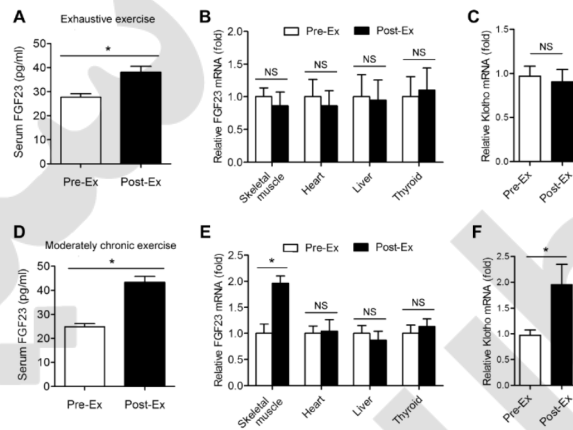 A
Exhaustive exercise
Serum FGF23 (pg/ml)
50
40
30
20
10
0
*
Pre-Ex
Post-Ex
B
Relative FGF23 mRNA (fold)
2.0
1.5
1.0
0.5
0.0
Pre-Ex
Post-Ex
NS
NS
NS
NS
Skeletal
muscle
Heart
Liver
Thyroid
C
Relative Klotho mRNA (fold)
1.5
1.0
0.5
0.0
NS
Pre-Ex
Post-Ex
D
Moderately chronic exercise
Serum FGF23 (pg/ml)
50
40
30
20
10
0
*
Pre-Ex
Post-Ex
E
Relative FGF23 mRNA (fold)
2.5
2.0
1.5
1.0
0.5
0.0
Pre-Ex
Post-Ex
*
NS
NS
NS
Skeletal
muscle
Heart
Liver
Thyroid
F
Relative Klotho mRNA (fold)
2.5
2.0
1.5
1.0
0.5
0.0
*
Pre-Ex
Post-Ex